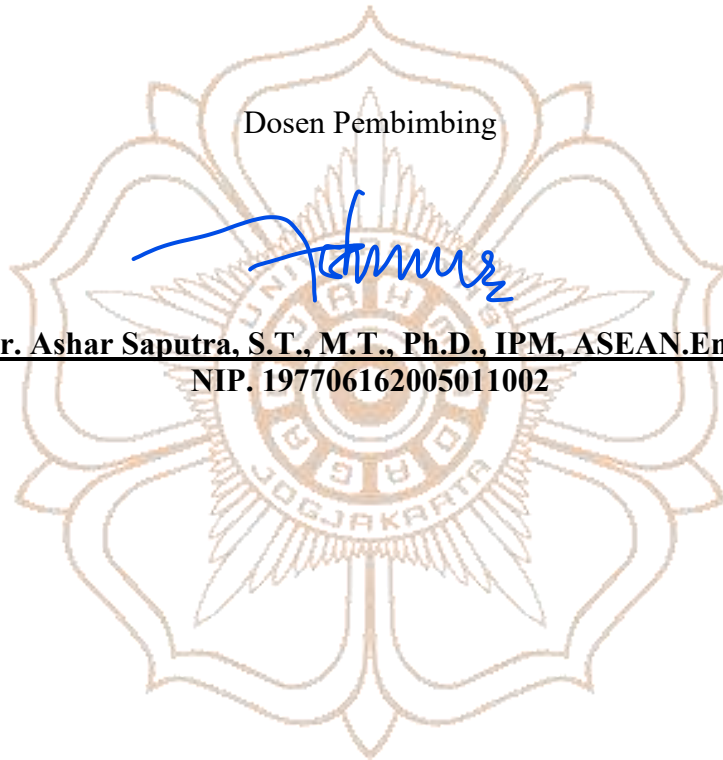 Dosen Pembimbing
r. Ashar Saputra, S.T., M.T., Ph.D., IPM, ASEAN.En
NIP. 197706162005011002